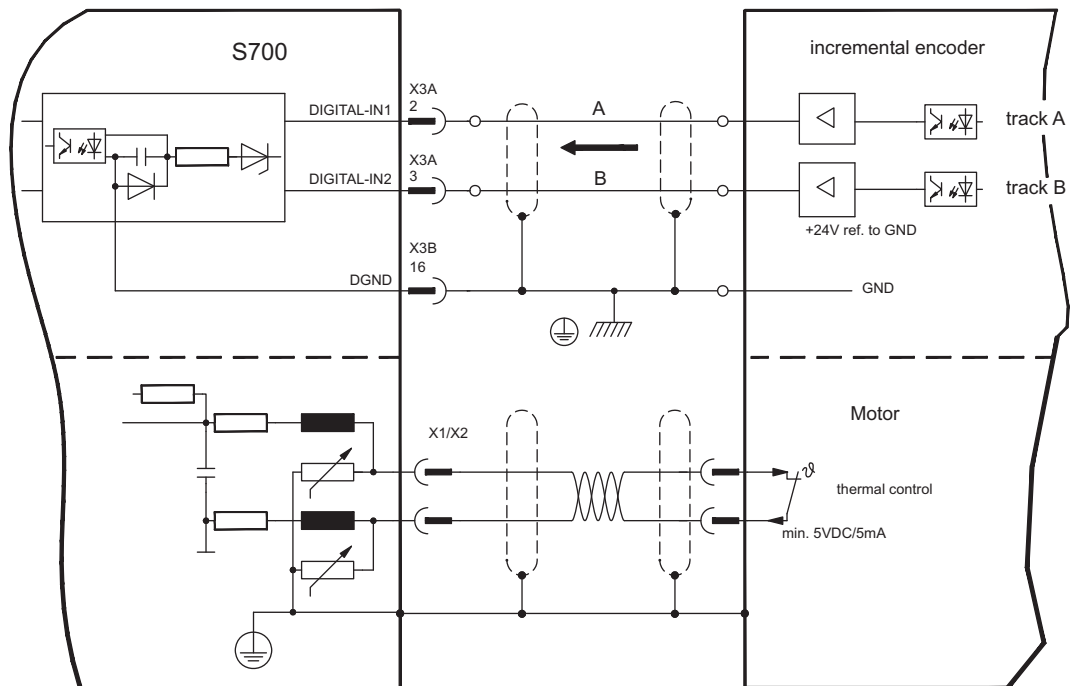 S700
incremental encoder
X3A
2
DIGITAL-IN1
A
track A
X3A
3
DIGITAL-IN2
B
track B
+24V ref. to GND
X3B
16
DGND
GND
Motor
X1/X2
ϑ
thermal control
min. 5VDC/5mA